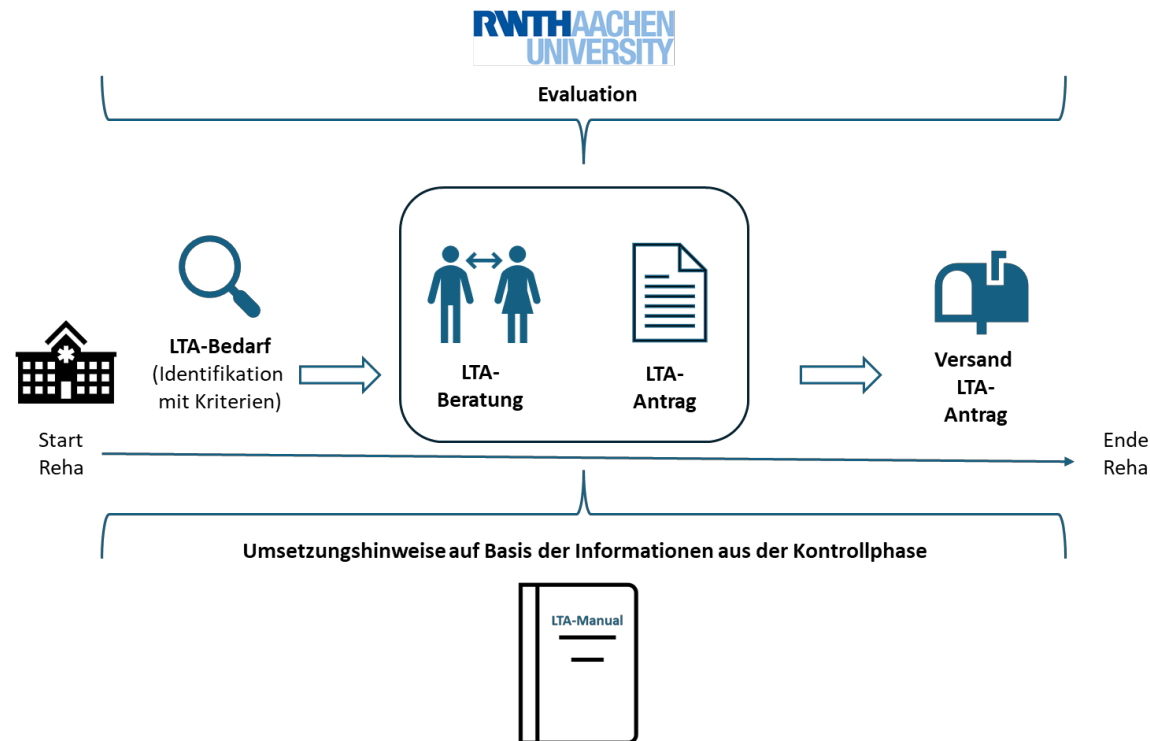 RWTHAACHEN
UNIVERSITY
Evaluation
LTA-Bedarf
(Identifikation
mit Kriterien)
LTA-
Beratung
LTA-
Antrag
Versand
LTA-
Antrag
Start
Reha
Ende
Reha
Umsetzungshinweise auf Basis der Informationen aus der Kontrollphase
LTA-Manual